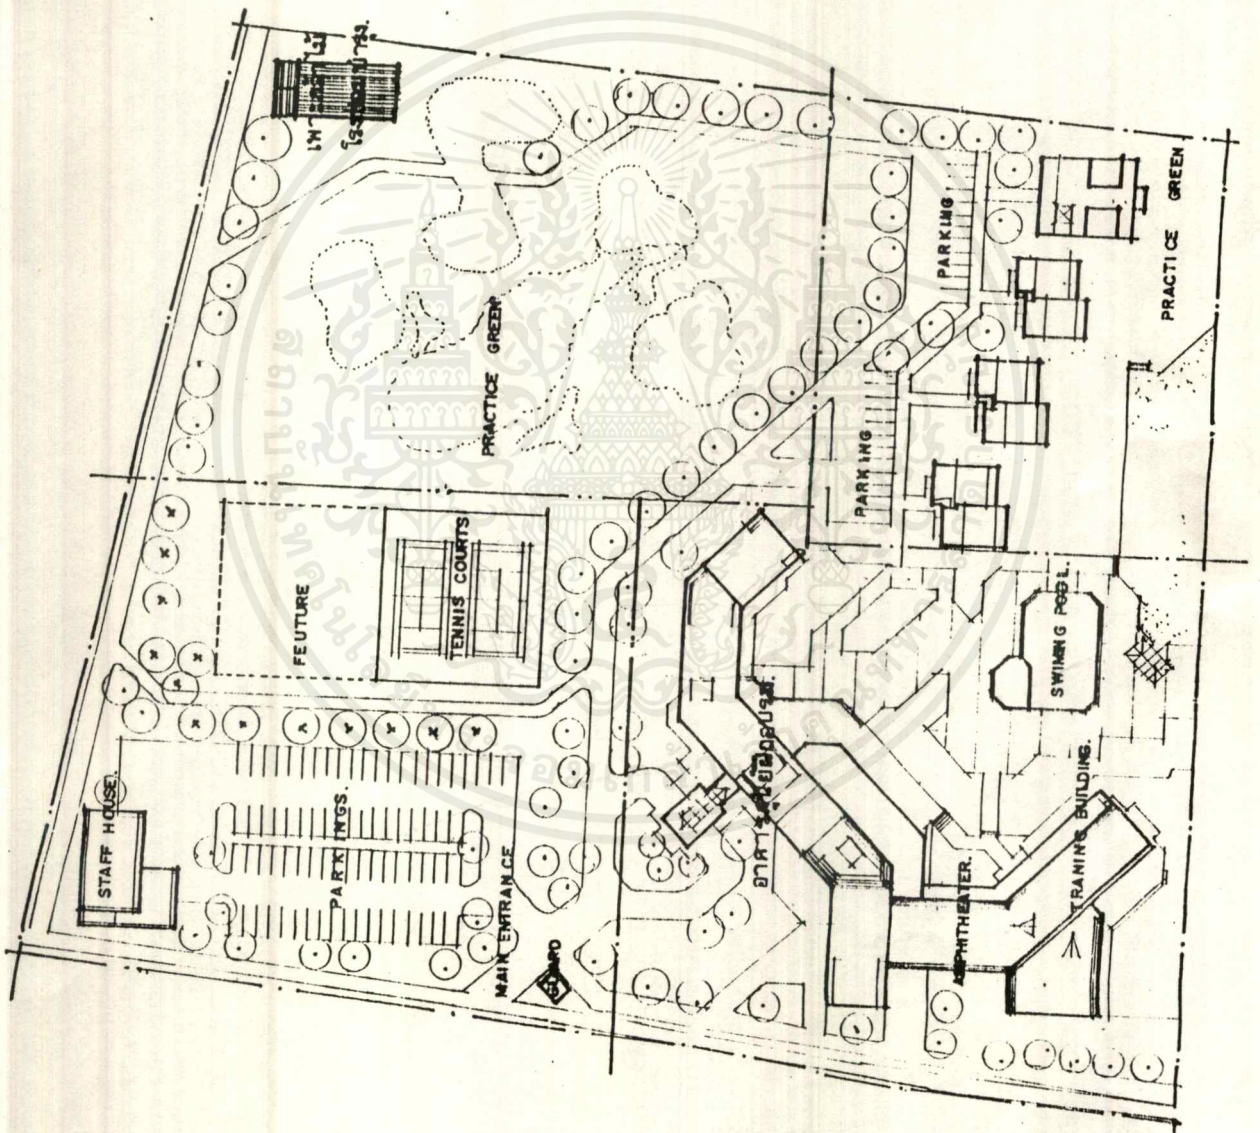 PRACTICE GREEN
PRACTICE GREEN
PARKING
PARKING
FEUTURE
TENNIS COURTS
STAFF HOUSE.
PARKINGS.
MAIN ENTRANCE
GUARD
SWIMING POOL.
AMPHITHEATER.
TRANING BUILDING.